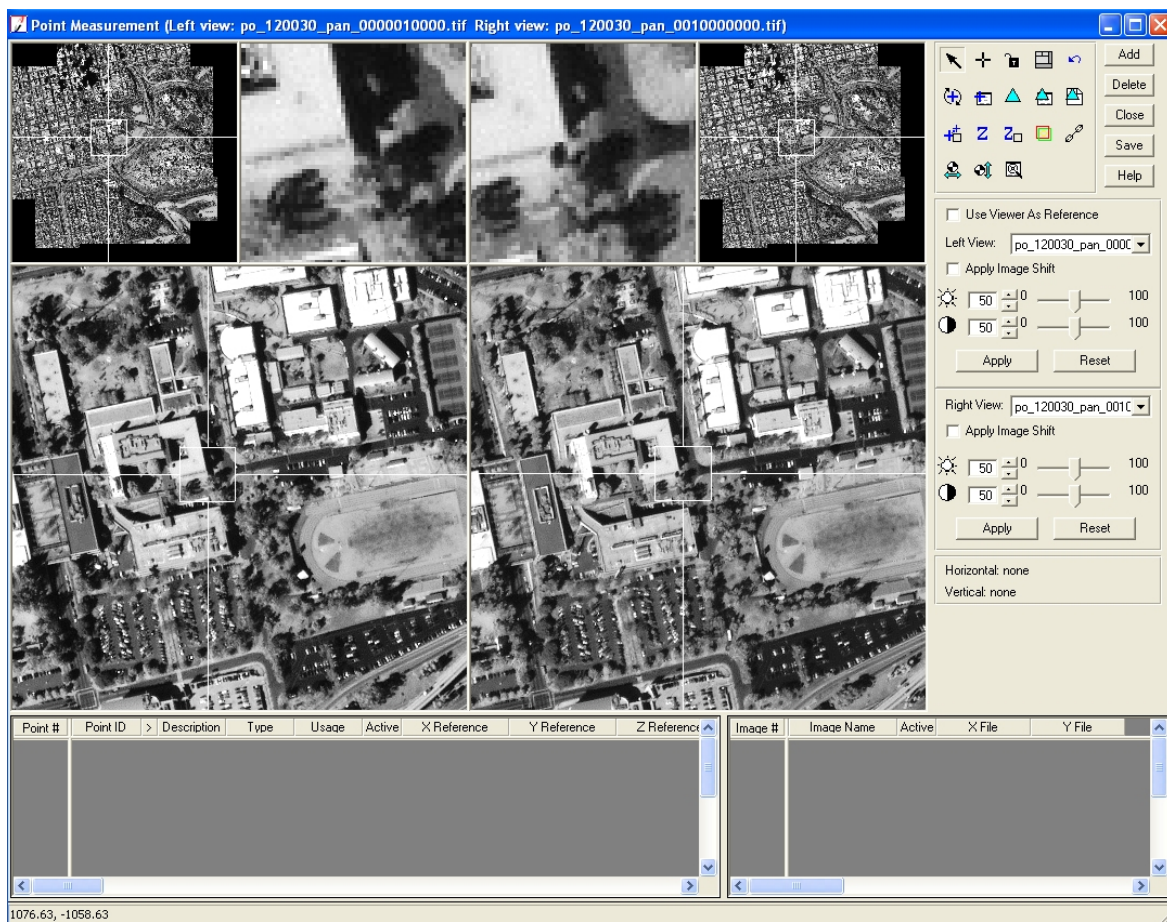 Point Measurement (Left view: po_120030_pan_0000010000.tif Right view: po_120030_pan_0010000000.tif)
Add
Delete
Close
Save
Help
Use Viewer As Reference
Left View: po_120030_pan_000C
Apply Image Shift
50 0 100
50 0 100
Apply Reset
Right View: po_120030_pan_001C
Apply Image Shift
50 0 100
50 0 100
Apply Reset
Horizontal: none
Vertical: none
Point # Point ID > Description Type Usage Active X Reference Y Reference Z Reference
Image # Image Name Active X File Y File
1076.63, -1058.63